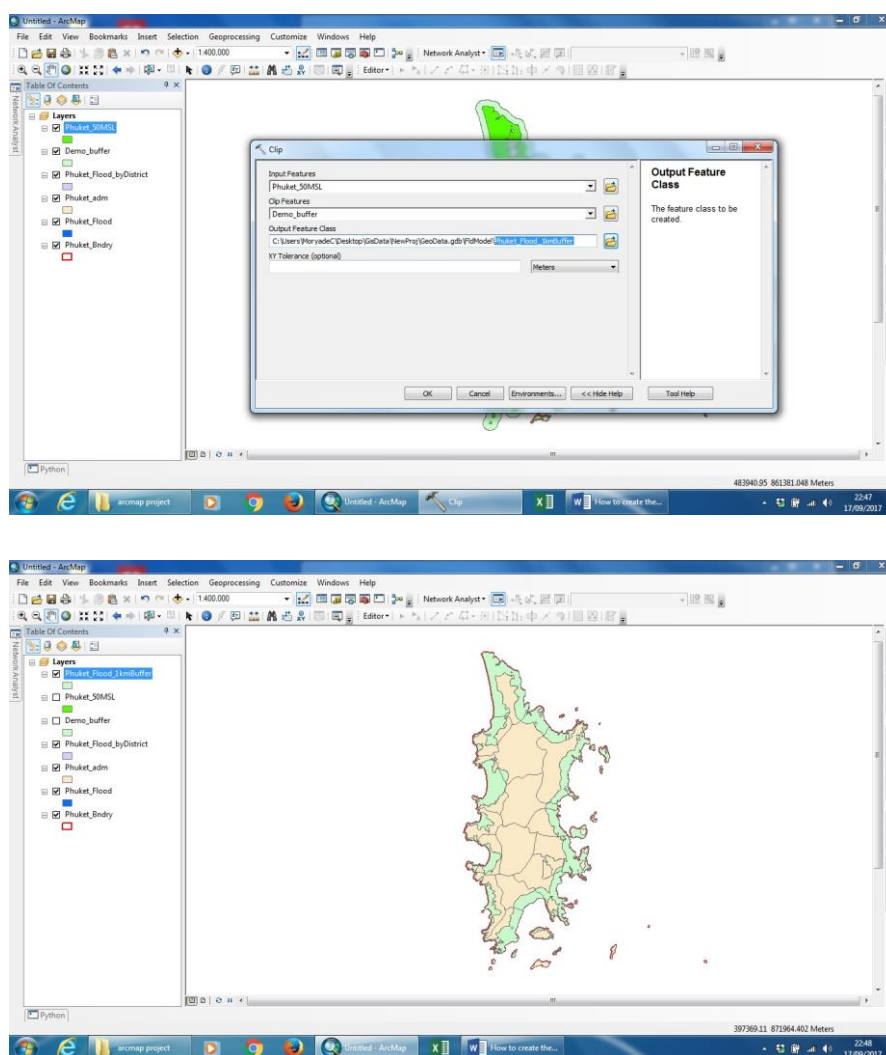 Untitled - ArcMap
File Edit View Bookmarks Insert Selection Geoprocessing Customize Windows Help
1:400,000 Network Analyst
Editor
Table Of Contents
Network Analyst
Layers
Phuket_50MSL
Demo_buffer
Phuket_Flood_byDistrict
Phuket_adm
Phuket_Flood
Phuket_Bndry
Clip
Input Features
Phuket_50MSL
Clip Features
Demo_buffer
Output Feature Class
C:\Users\MoryadeC\Desktop\GisData\NewProj\GeoData.gdb\FldModel\Phuket_Flood_1kmBuffer
XY Tolerance (optional)
Meters
OK Cancel Environments... << Hide Help Tool Help
Output Feature
Class
The feature class to be
created.
Python
483940.95 861381.048 Meters
arcmap project Untitled - ArcMap Clip How to create the...
22:47
17/09/2017
Untitled - ArcMap
File Edit View Bookmarks Insert Selection Geoprocessing Customize Windows Help
1:400,000 Network Analyst
Editor
Table Of Contents
Network Analyst
Layers
Phuket_Flood_1kmBuffer
Phuket_50MSL
Demo_buffer
Phuket_Flood_byDistrict
Phuket_adm
Phuket_Flood
Phuket_Bndry
Python
397369.11 871964.402 Meters
arcmap project Untitled - ArcMap How to create the...
22:48
17/09/2017